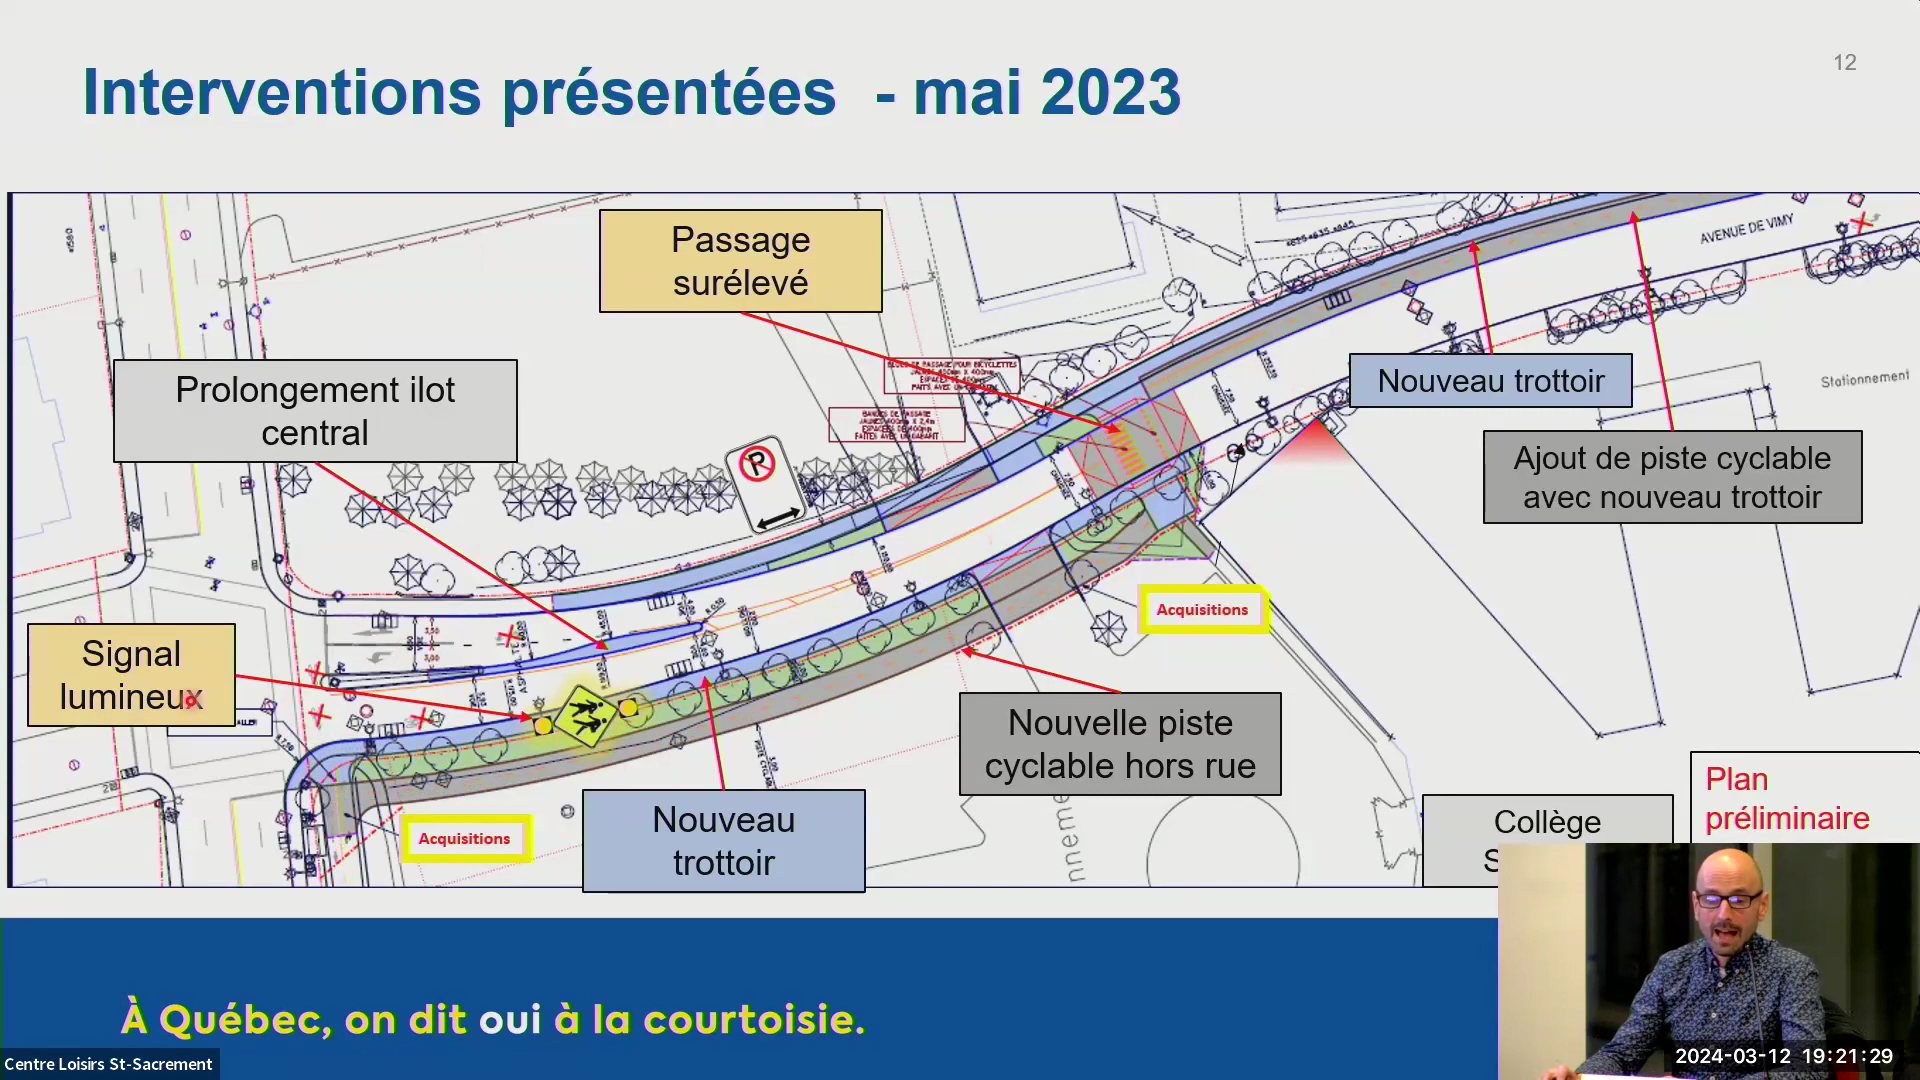 Interventions présentées - mai 2023
12
Passage
surélevé
AVENUE DE VIMY
Prolongement ilot
central
Nouveau trottoir
Stationnement
Ajout de piste cyclable
avec nouveau trottoir
P
Acquisitions
Signal
lumineux
Nouvelle piste
cyclable hors rue
Plan
préliminaire
Nouveau
trottoir
Acquisitions
Collège
À Québec, on dit oui à la courtoisie.
Centre Loisirs St-Sacrement
2024-03-12 19:21:29